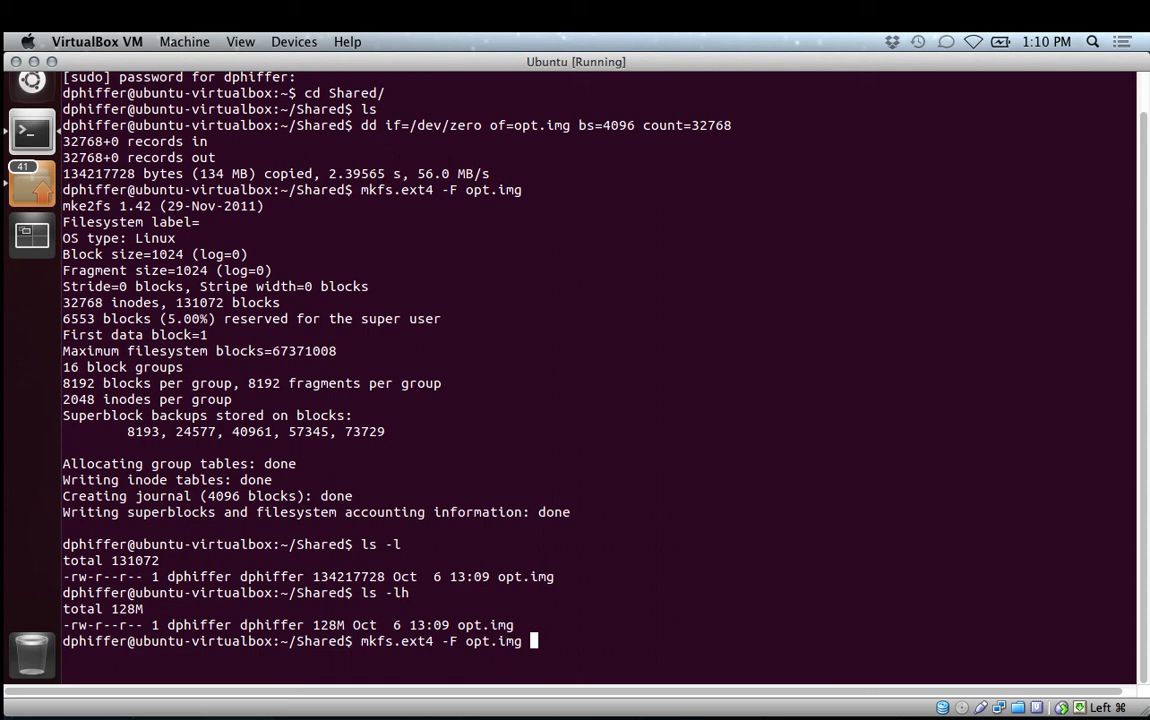 VirtualBox VM Machine View Devices Help 1:10 PM
Ubuntu [Running]
[sudo] password for dphiffer:
dphiffer@ubuntu-virtualbox:~$ cd Shared/
dphiffer@ubuntu-virtualbox:~/Shared$ ls
dphiffer@ubuntu-virtualbox:~/Shared$ dd if=/dev/zero of=opt.img bs=4096 count=32768
32768+0 records in
32768+0 records out
134217728 bytes (134 MB) copied, 2.39565 s, 56.0 MB/s
dphiffer@ubuntu-virtualbox:~/Shared$ mkfs.ext4 -F opt.img
mke2fs 1.42 (29-Nov-2011)
Filesystem label=
OS type: Linux
Block size=1024 (log=0)
Fragment size=1024 (log=0)
Stride=0 blocks, Stripe width=0 blocks
32768 inodes, 131072 blocks
6553 blocks (5.00%) reserved for the super user
First data block=1
Maximum filesystem blocks=67371008
16 block groups
8192 blocks per group, 8192 fragments per group
2048 inodes per group
Superblock backups stored on blocks:
8193, 24577, 40961, 57345, 73729
Allocating group tables: done
Writing inode tables: done
Creating journal (4096 blocks): done
Writing superblocks and filesystem accounting information: done
dphiffer@ubuntu-virtualbox:~/Shared$ ls -l
total 131072
-rw-r--r-- 1 dphiffer dphiffer 134217728 Oct  6 13:09 opt.img
dphiffer@ubuntu-virtualbox:~/Shared$ ls -lh
total 128M
-rw-r--r-- 1 dphiffer dphiffer 128M Oct  6 13:09 opt.img
dphiffer@ubuntu-virtualbox:~/Shared$ mkfs.ext4 -F opt.img
41
Left ⌘